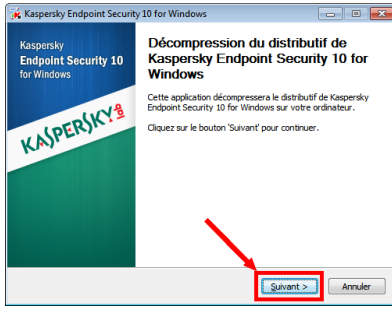 Kaspersky Endpoint Security 10 for Windows
Kaspersky
Endpoint Security 10
for Windows
KASPERSKY lab
Décompression du distributif de
Kaspersky Endpoint Security 10 for
Windows
Cette application décompressera le distributif de Kaspersky
Endpoint Security 10 for Windows sur votre ordinateur.
Cliquez sur le bouton 'Suivant' pour continuer.
Suivant >
Annuler